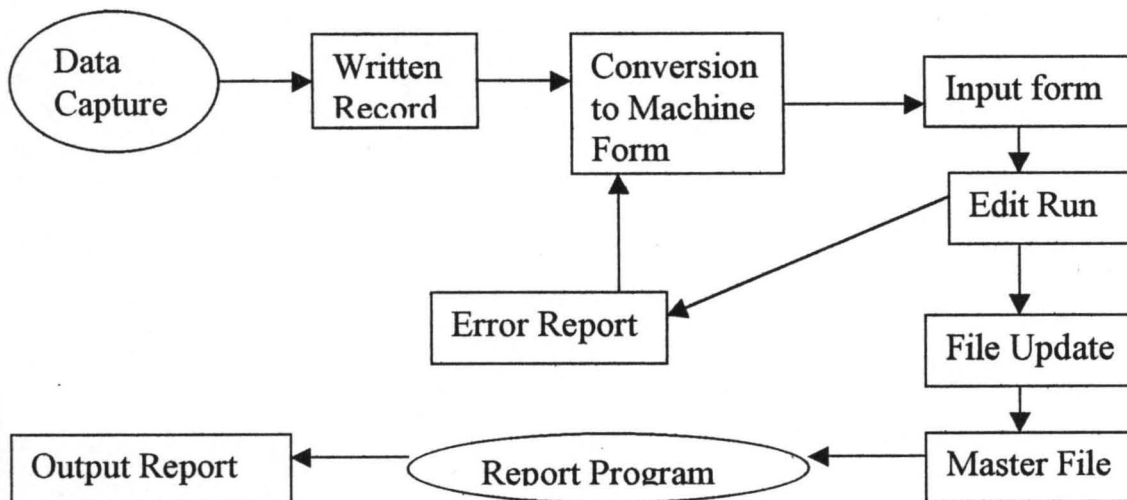 Data
Capture
Written
Record
Conversion
to Machine
Form
Input form
Edit Run
Error Report
File Update
Master File
Report Program
Output Report